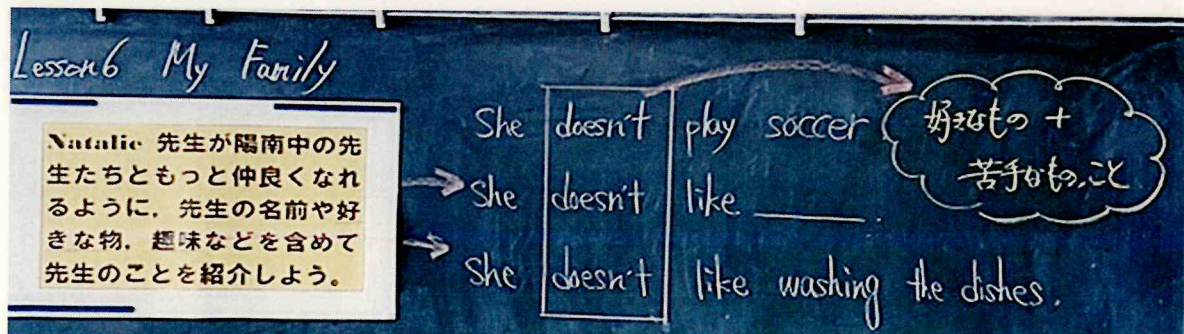 Lesson6 My Family
Natalie 先生が陽南中の先
生たちともっと仲良くなれ
るように，先生の名前や好
きな物，趣味などを含めて
先生のことを紹介しよう。
She doesn't play soccer
She doesn't like ______.
She doesn't like washing the dishes.
好きなもの +
苦手なもの、こと